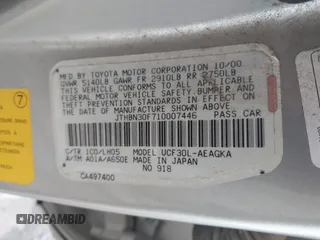 7
MFD. BY TOYOTA MOTOR CORPORATION 10/00
GVWR 5140LB GAWR FR 2910LB RR 2750LB
THIS VEHICLE CONFORMS TO ALL APPLICABLE
FEDERAL MOTOR VEHICLE SAFETY, BUMPER, AND
THEFT PREVENTION STANDARDS IN EFFECT ON
THE DATE OF MANUFACTURE SHOWN ABOVE.
JTHBN30F710007446 PASS CAR
C/TR 1C0/LH05 MODEL UCF30L-AEAGKA
A/TM A01A/A650E MADE IN JAPAN
NO 918
CA497400